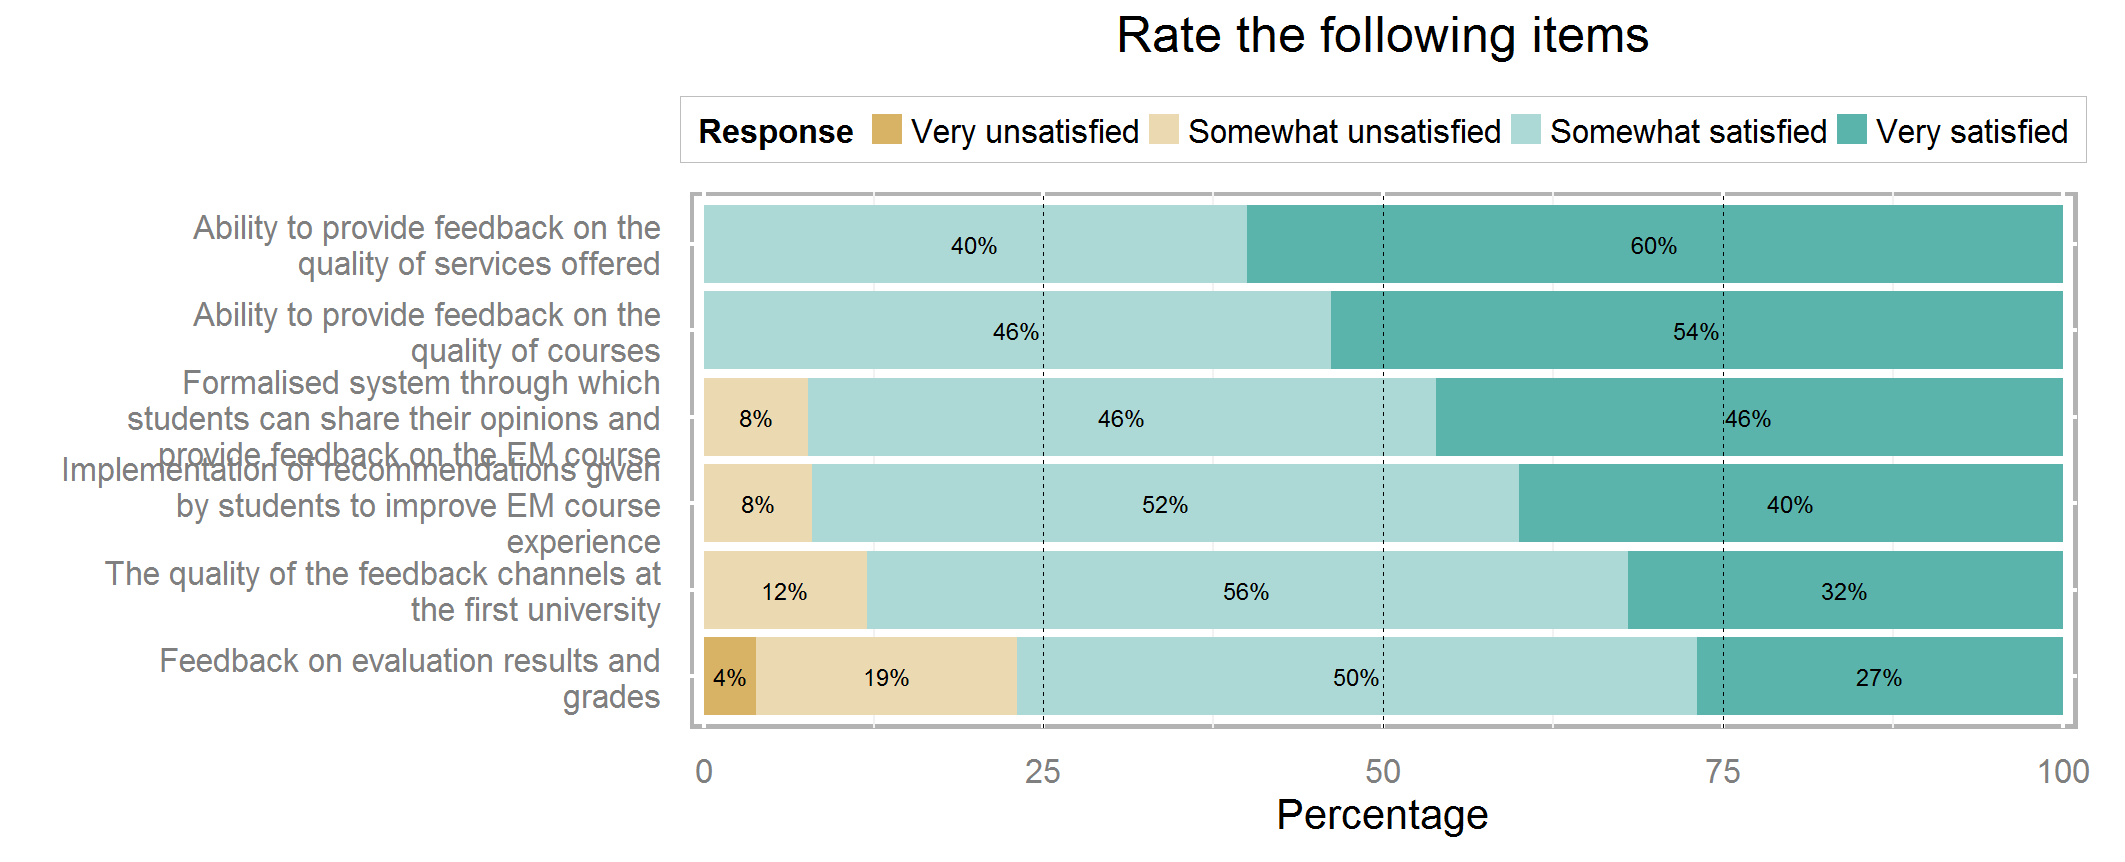 Rate the following items
Response Very unsatisfied Somewhat unsatisfied Somewhat satisfied Very satisfied
Ability to provide feedback on the
quality of services offered
40% 60%
Ability to provide feedback on the
quality of courses
46% 54%
Formalised system through which
students can share their opinions and
provide feedback on the EM course
8% 46% 46%
Implementation of recommendations given
by students to improve EM course
experience
8% 52% 40%
The quality of the feedback channels at
the first university
12% 56% 32%
Feedback on evaluation results and
grades
4% 19% 50% 27%
0 25 50 75 100
Percentage